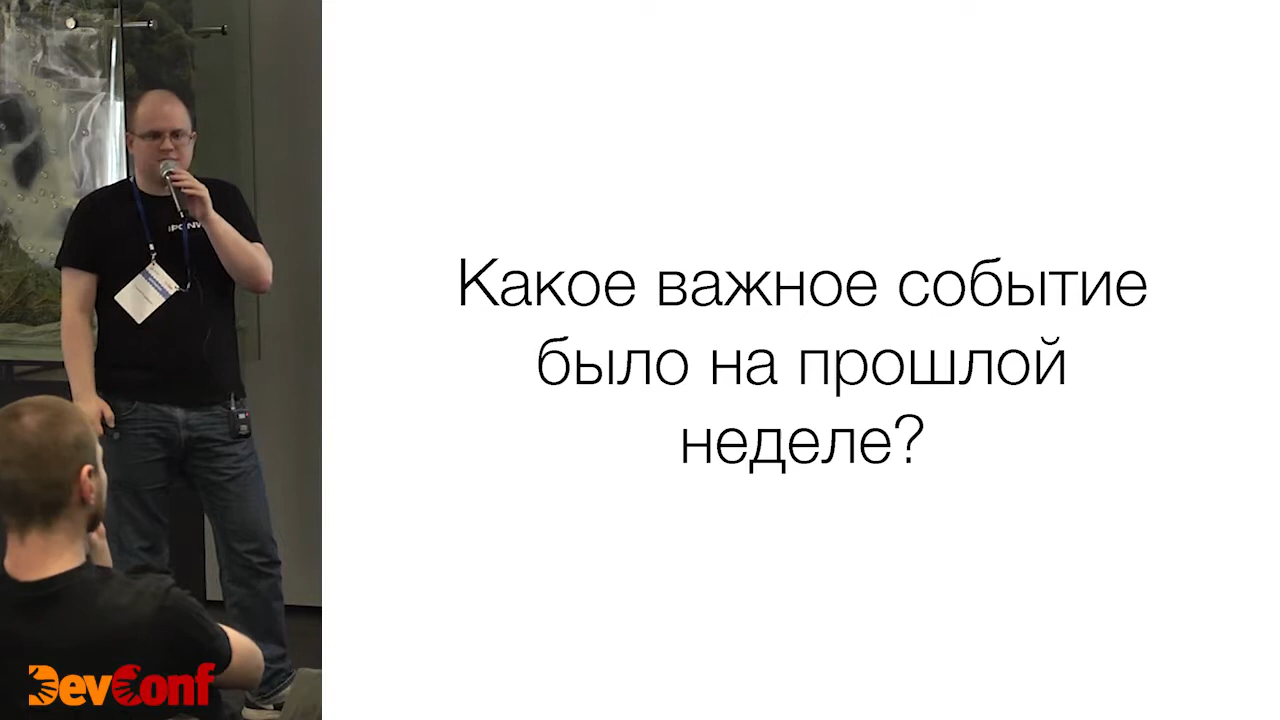 Какое важное событие
было на прошлой
неделе?
DevConf